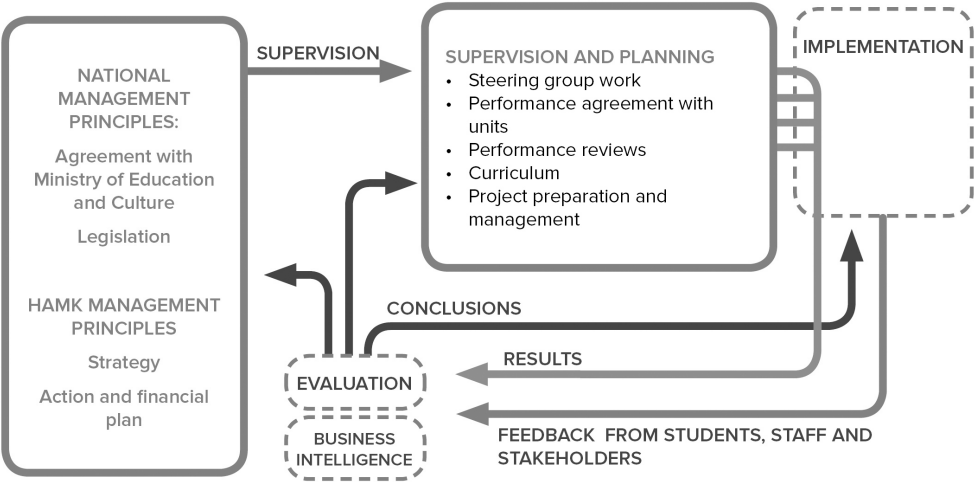 NATIONAL
MANAGEMENT
PRINCIPLES:
Agreement with
Ministry of Education
and Culture
Legislation
HAMK MANAGEMENT
PRINCIPLES
Strategy
Action and financial
plan
SUPERVISION
SUPERVISION AND PLANNING
• Steering group work
• Performance agreement with
units
• Performance reviews
• Curriculum
• Project preparation and
management
IMPLEMENTATION
CONCLUSIONS
RESULTS
EVALUATION
BUSINESS
INTELLIGENCE
FEEDBACK FROM STUDENTS, STAFF AND
STAKEHOLDERS